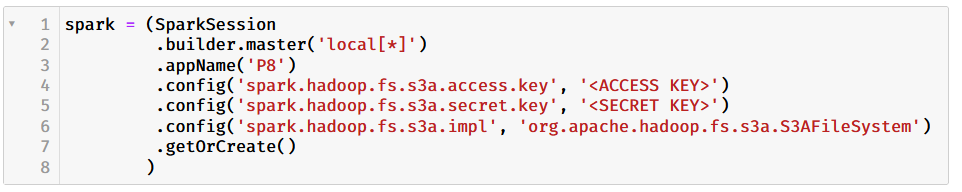 1 spark = (SparkSession
2 .builder.master('local[*]')
3 .appName('P8')
4 .config('spark.hadoop.fs.s3a.access.key', '<ACCESS KEY>')
5 .config('spark.hadoop.fs.s3a.secret.key', '<SECRET KEY>')
6 .config('spark.hadoop.fs.s3a.impl', 'org.apache.hadoop.fs.s3a.S3AFileSystem')
7 .getOrCreate()
8 )